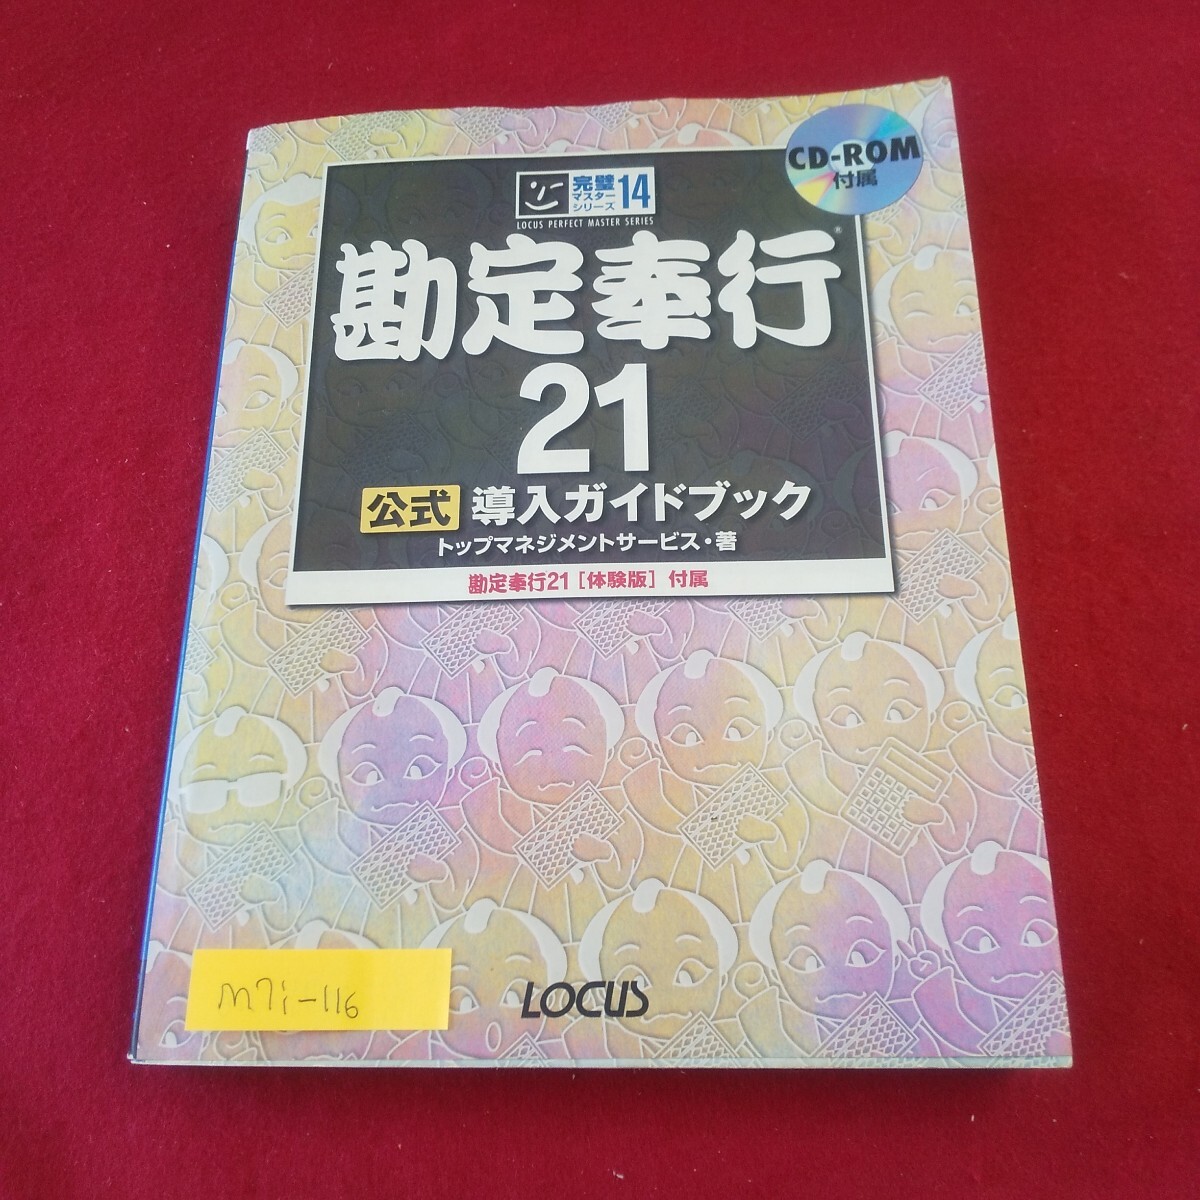 CD-ROM
付属
完璧
マスター
シリーズ
14
LOCUS PERFECT MASTER SERIES
勘定奉行®
21
公式 導入ガイドブック
トップマネジメントサービス・著
勘定奉行21［体験版］付属
LOCUS
m7i-116